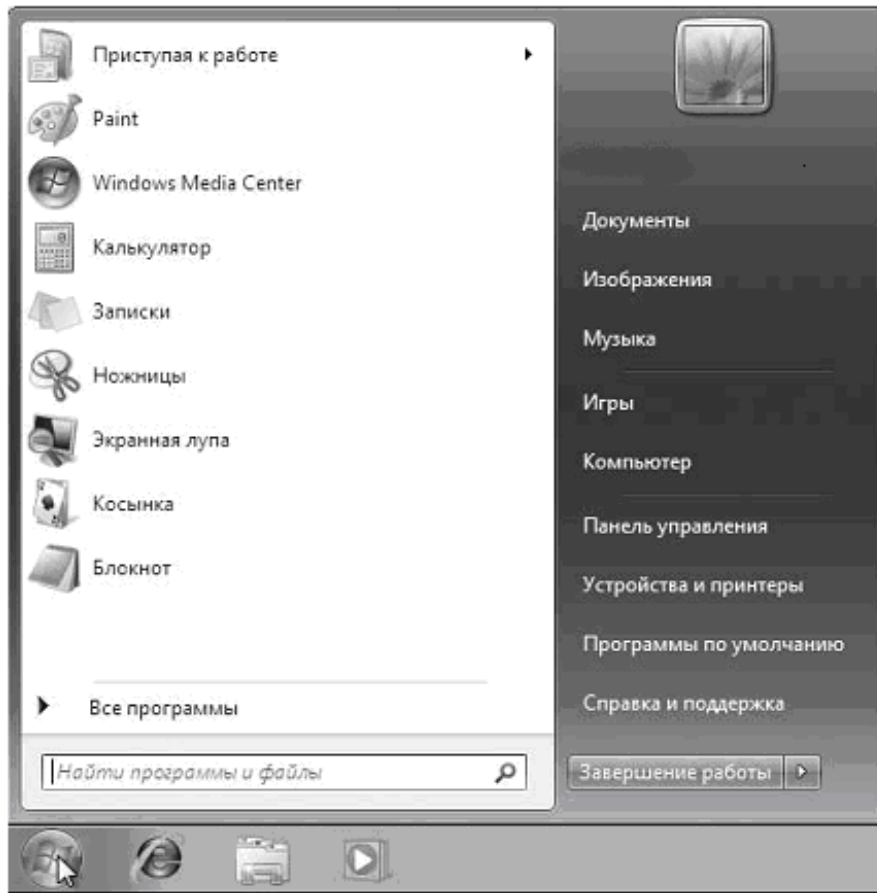 Приступая к работе
Paint
Windows Media Center
Калькулятор
Записки
Ножницы
Экранная лупа
Косынка
Блокнот
Все программы
Найти программы и файлы
Документы
Изображения
Музыка
Игры
Компьютер
Панель управления
Устройства и принтеры
Программы по умолчанию
Справка и поддержка
Завершение работы